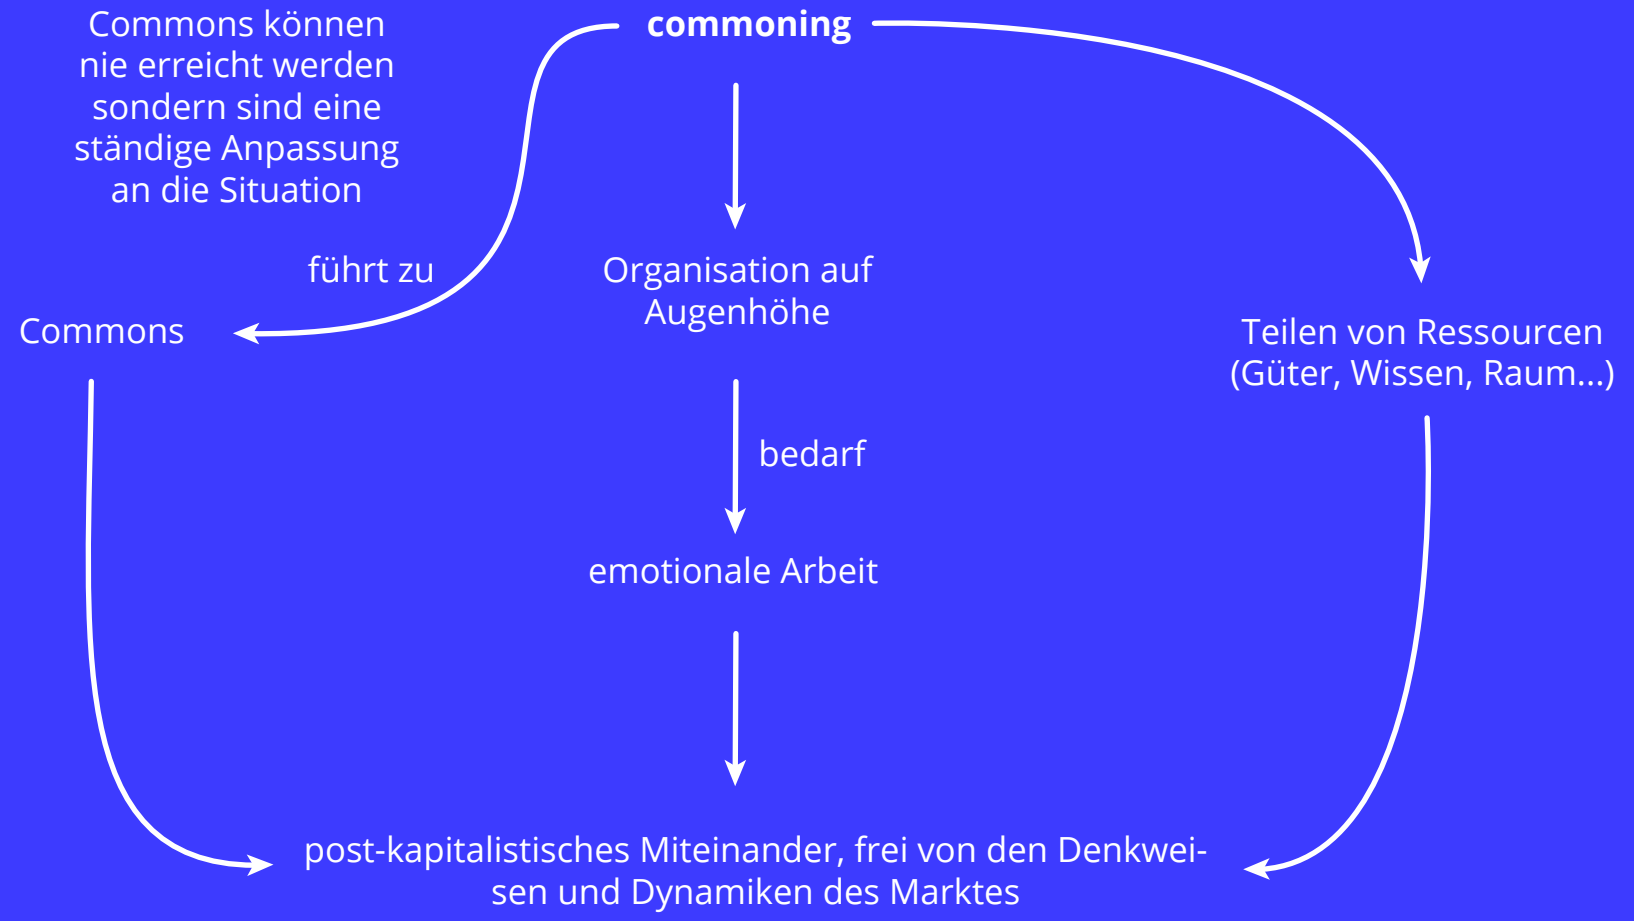 Commons können
nie erreicht werden
sondern sind eine
ständige Anpassung
an die Situation
commoning
führt zu
Commons
Organisation auf
Augenhöhe
bedarf
emotionale Arbeit
Teilen von Ressourcen
(Güter, Wissen, Raum...)
post-kapitalistisches Miteinander, frei von den Denkwei-
sen und Dynamiken des Marktes